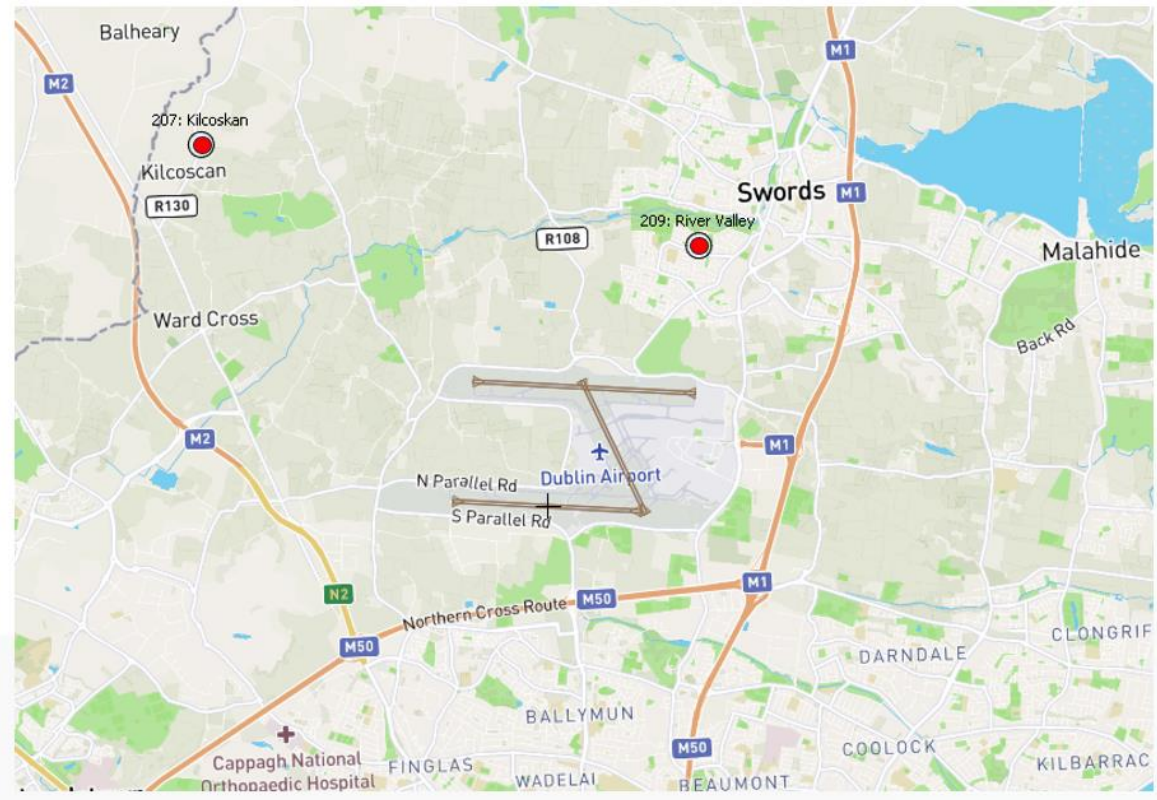 Balheary
M1
M2
207: Kilcoskan
Kilcoscan
Swords
M1
R130
209: River Valley
R108
Malahide
Ward Cross
Back Rd
M2
M1
Dublin Airport
N Parallel Rd
S Parallel Rd
M1
N2
M50
Northern Cross Route
CLONGRIF
M50
DARNDALE
BALLYMUN
M50
COOLOCK
Cappagh National
Orthopaedic Hospital
FINGLAS
KILBARRAC
WADELAI
BEAUMONT